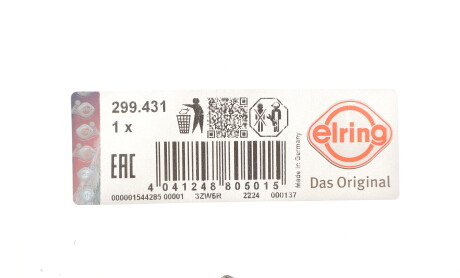 299.431
1 x
elring
Das Original
EAC
Made in Germany
4 041248 805015
000001544285 00001 3ZW5R 2224 000137